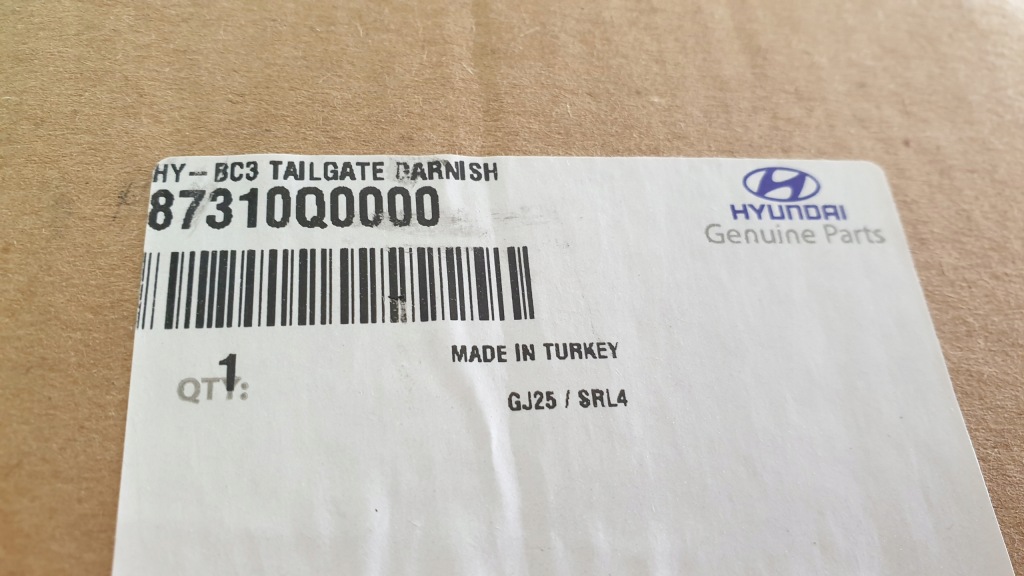 HY-BC3 TAILGATE GARNISH
87310Q0000
HYUNDAI
Genuine Parts
QTY:
1
MADE IN TURKEY
GJ25 / SRL4